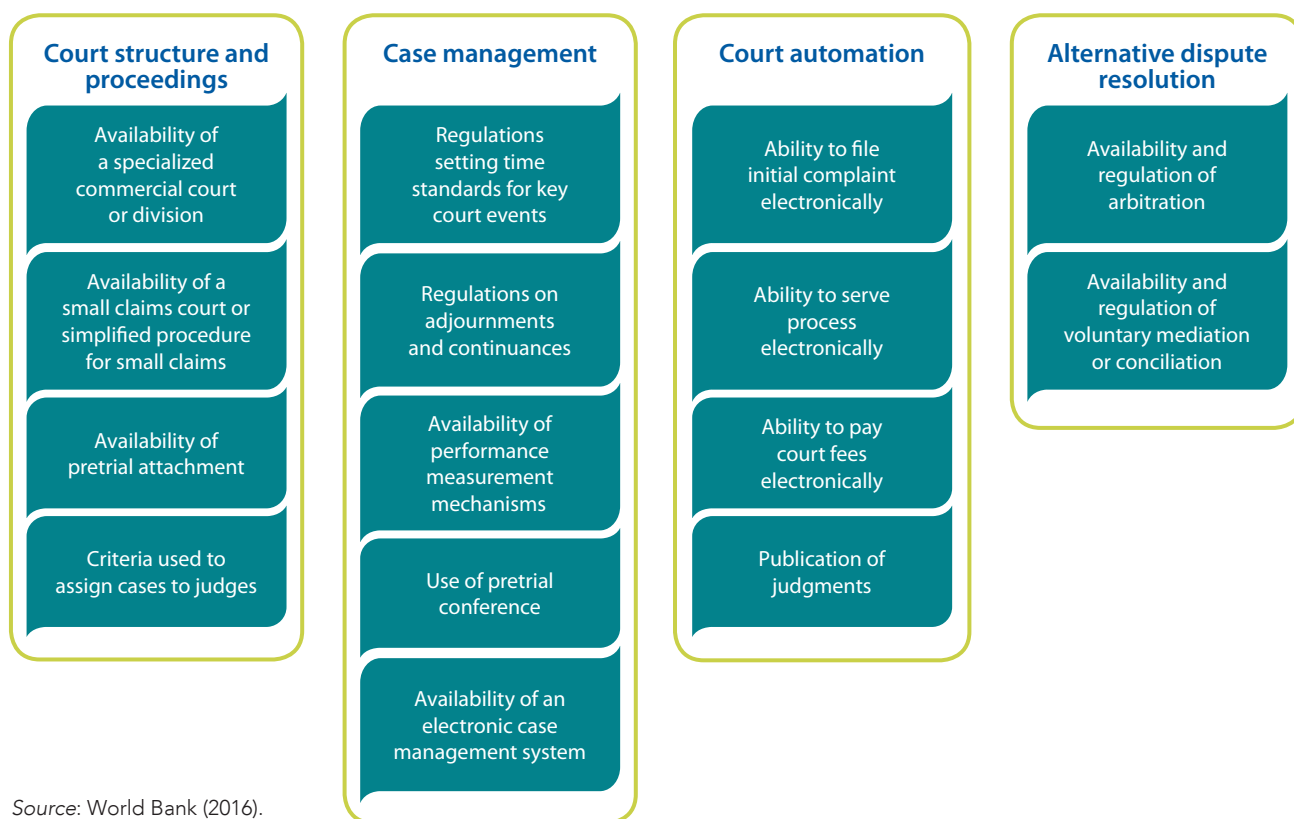 Court structure and
proceedings
Availability of
a specialized
commercial court
or division
Availability of a
small claims court or
simplified procedure
for small claims
Availability of
pretrial attachment
Criteria used to
assign cases to judges
Case management
Regulations
setting time
standards for key
court events
Regulations on
adjournments
and continuances
Availability of
performance
measurement
mechanisms
Use of pretrial
conference
Availability of an
electronic case
management system
Court automation
Ability to file
initial complaint
electronically
Ability to serve
process
electronically
Ability to pay
court fees
electronically
Publication of
judgments
Alternative dispute
resolution
Availability and
regulation of
arbitration
Availability and
regulation of
voluntary mediation
or conciliation
Source: World Bank (2016).